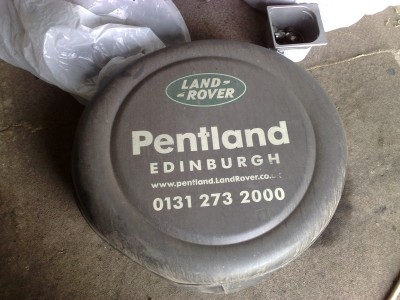 LAND-
-ROVER
Pentland
EDINBURGH
www.pentland.LandRover.co.
0131 273 2000